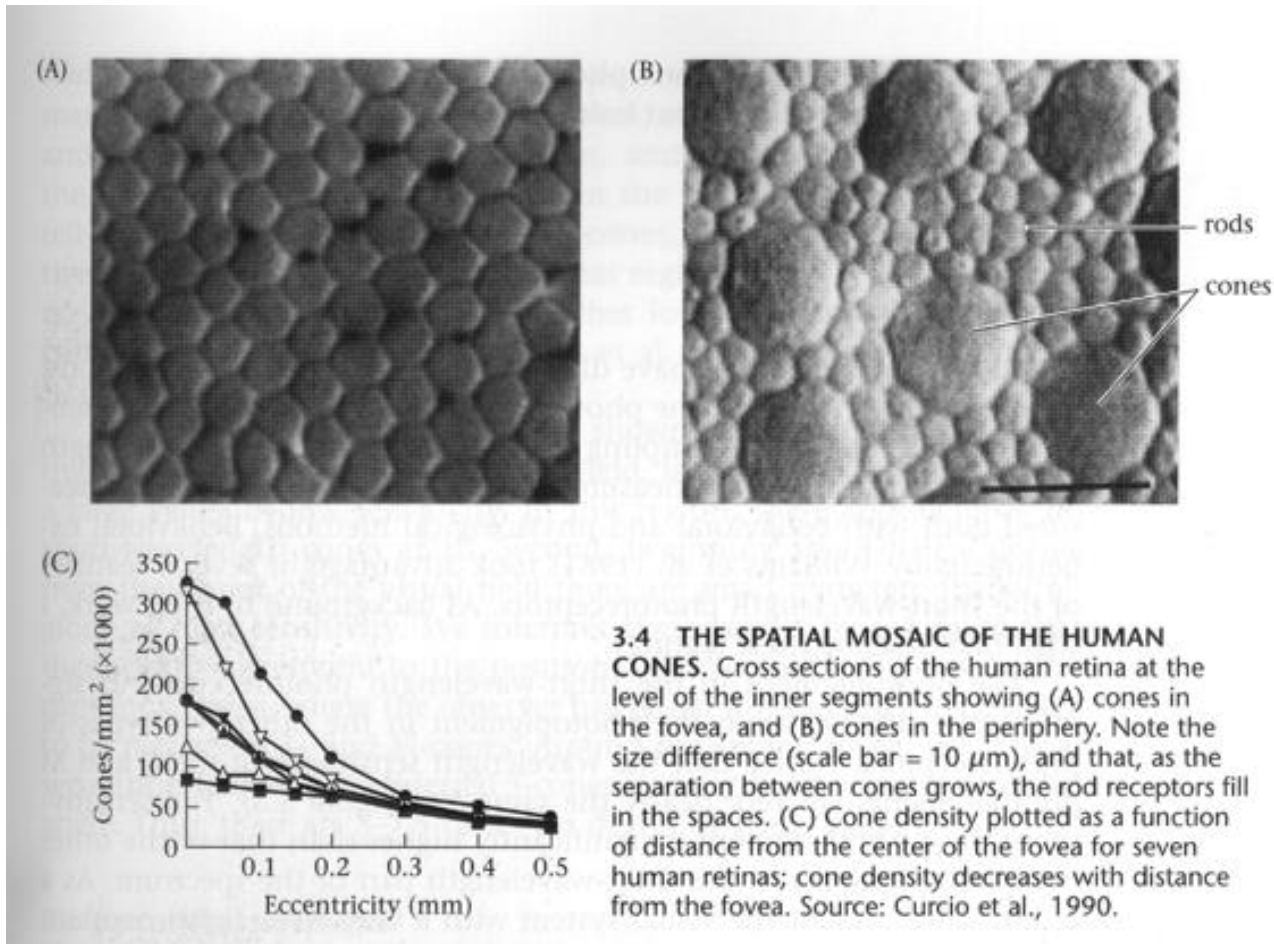 (A)
(B)
rods
cones
(C)
350
300
250
200
150
100
50
0
Cones/mm² (×1000)
0.1
0.2
0.3
0.4
0.5
Eccentricity (mm)
3.4 THE SPATIAL MOSAIC OF THE HUMAN
CONES. Cross sections of the human retina at the
level of the inner segments showing (A) cones in
the fovea, and (B) cones in the periphery. Note the
size difference (scale bar = 10 μm), and that, as the
separation between cones grows, the rod receptors fill
in the spaces. (C) Cone density plotted as a function
of distance from the center of the fovea for seven
human retinas; cone density decreases with distance
from the fovea. Source: Curcio et al., 1990.